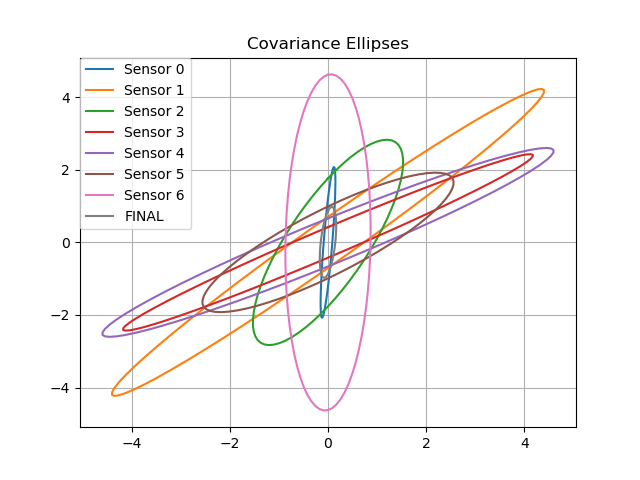 Covariance Ellipses
Sensor 0
Sensor 1
Sensor 2
Sensor 3
Sensor 4
Sensor 5
Sensor 6
FINAL
4
2
0
−2
−4
−4 −2 0 2 4